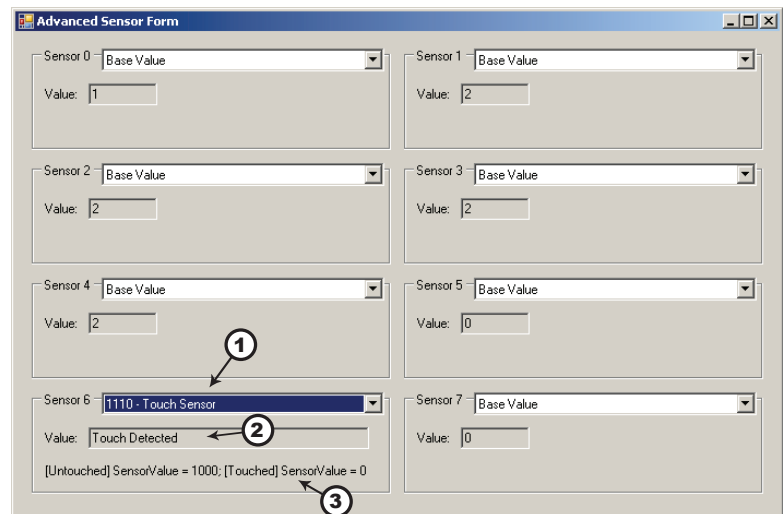 Advanced Sensor Form
Sensor 0 Base Value
Value: 1
Sensor 1 Base Value
Value: 2
Sensor 2 Base Value
Value: 2
Sensor 3 Base Value
Value: 2
Sensor 4 Base Value
Value: 2
Sensor 5 Base Value
Value: 0
1
Sensor 6 1110 - Touch Sensor
Value: Touch Detected
2
[Untouched] SensorValue = 1000; [Touched] SensorValue = 0
3
Sensor 7 Base Value
Value: 0